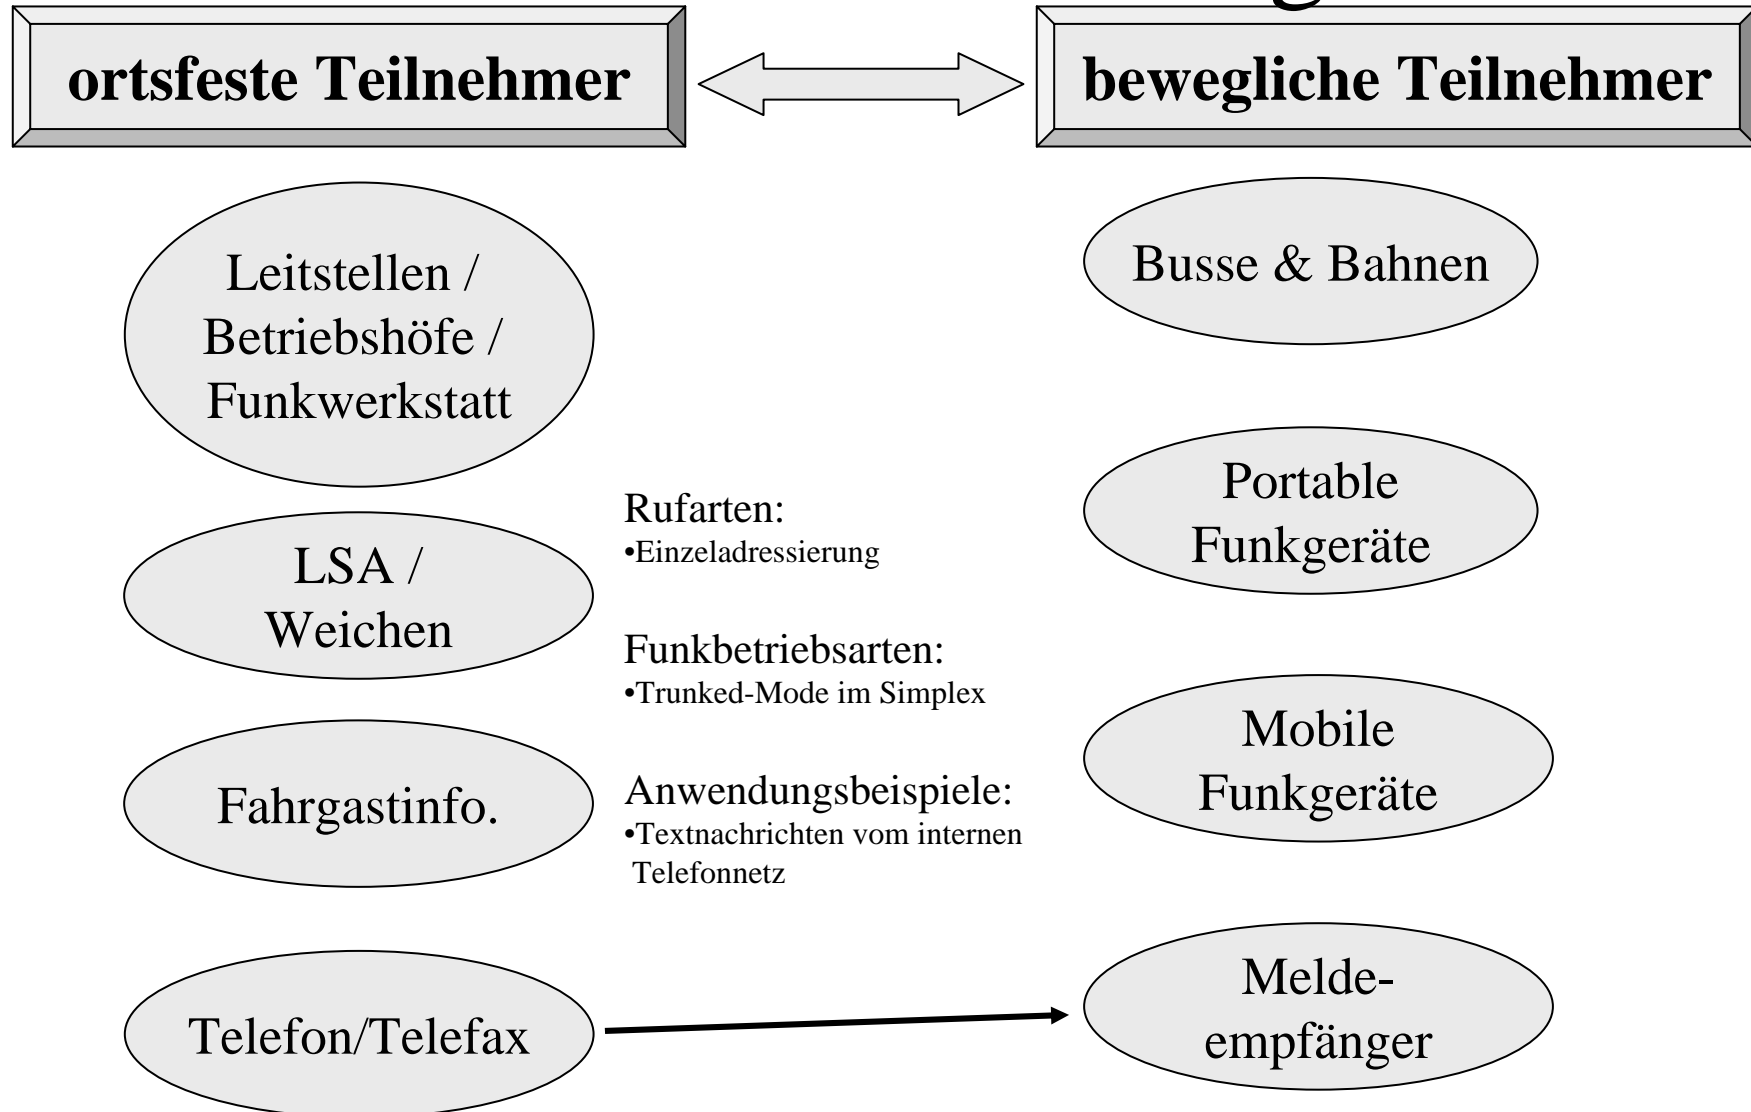 ortsfeste Teilnehmer
bewegliche Teilnehmer
Leitstellen /
Betriebshöfe /
Funkwerkstatt
LSA /
Weichen
Fahrgastinfo.
Telefon/Telefax
Rufarten:
•Einzeladressierung
Funkbetriebsarten:
•Trunked-Mode im Simplex
Anwendungsbeispiele:
•Textnachrichten vom internen
Telefonnetz
Busse & Bahnen
Portable
Funkgeräte
Mobile
Funkgeräte
Melde-
empfänger